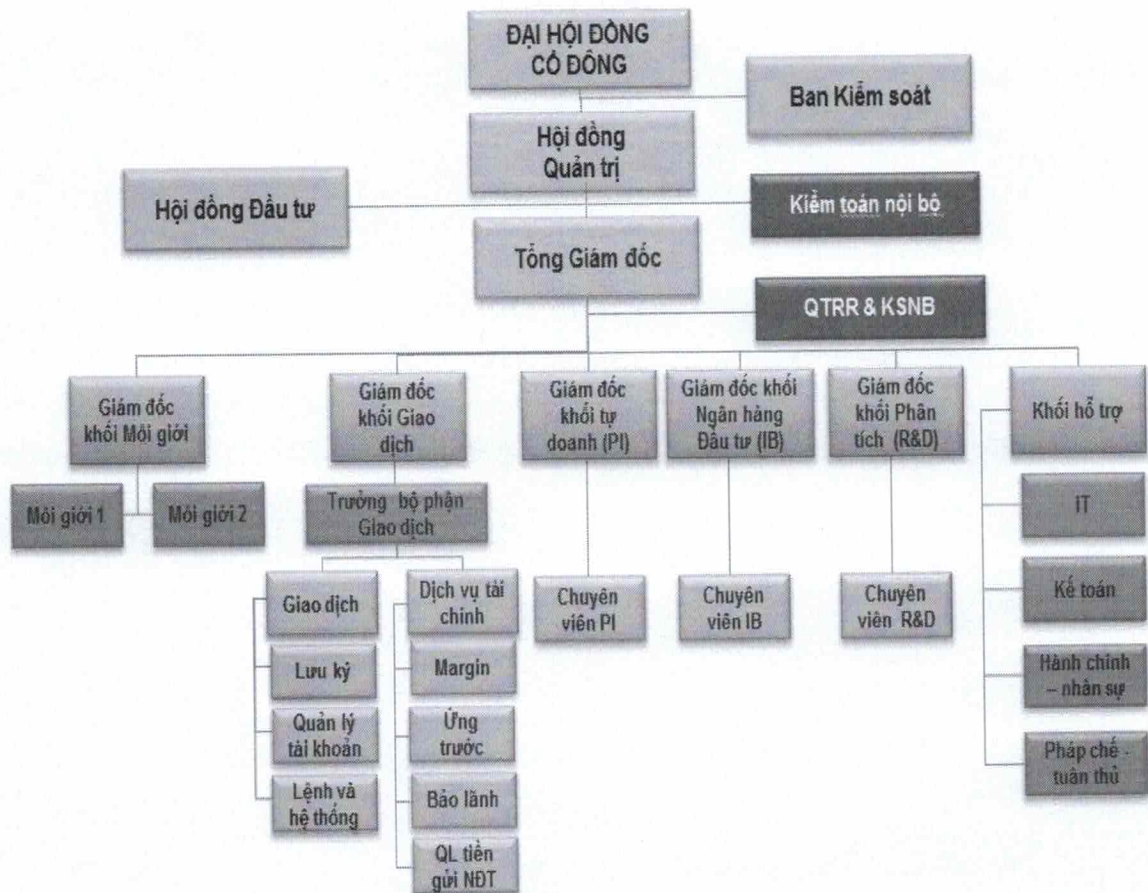 ĐẠI HỘI ĐỒNG
CỔ ĐÔNG
Ban Kiểm soát
Hội đồng
Quản trị
Hội đồng Đầu tư
Kiểm toán nội bộ
Tổng Giám đốc
QTRR & KSNB
Giám đốc
khối Môi giới
Giám đốc
khối Giao
dịch
Giám đốc
khối tự
doanh (PI)
Giám đốc khối
Ngân hàng
Đầu tư (IB)
Giám đốc
khối Phân
tích (R&D)
Khối hỗ trợ
Môi giới 1
Môi giới 2
Trưởng bộ phận
Giao dịch
IT
Giao dịch
Dịch vụ tài
chính
Chuyên
viên PI
Chuyên
viên IB
Chuyên
viên R&D
Kế toán
Lưu ký
Margin
Hành chính
– nhân sự
Quản lý
tài khoản
Ứng
trước
Pháp chế -
tuân thủ
Lệnh và
hệ thống
Bảo lãnh
QL tiền
gửi NĐT